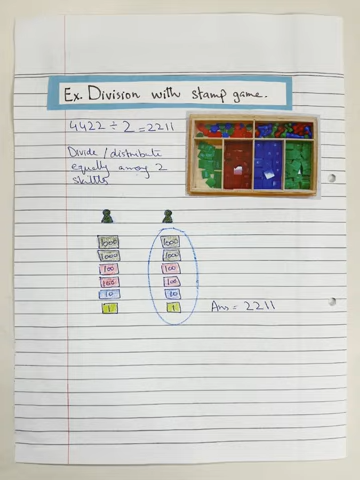 Ex. Division with stamp game.
4422 ÷ 2 = 2211
Divide / distribute
equally among 2
skittles
1000 1000
1000 1000
100 100
100 100
10 10
1 1
Ans = 2211